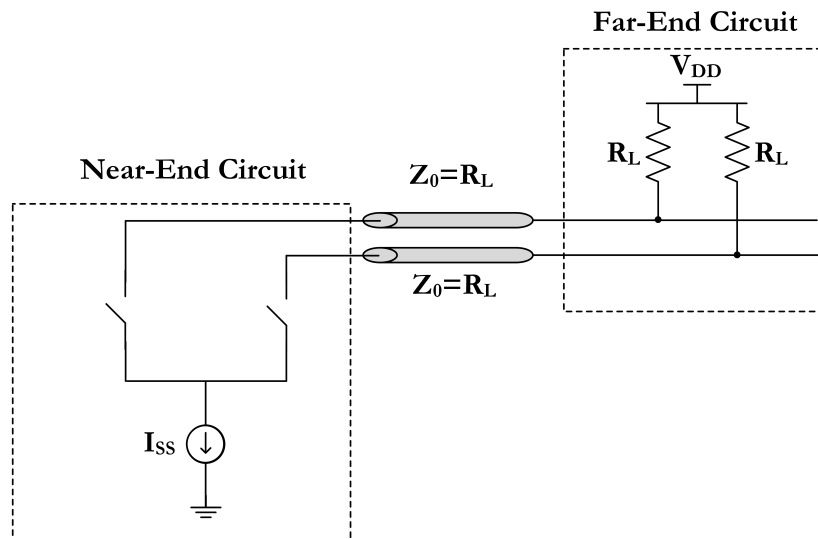 Far-End Circuit
V_DD
R_L
R_L
Near-End Circuit
Z_0=R_L
Z_0=R_L
I_SS